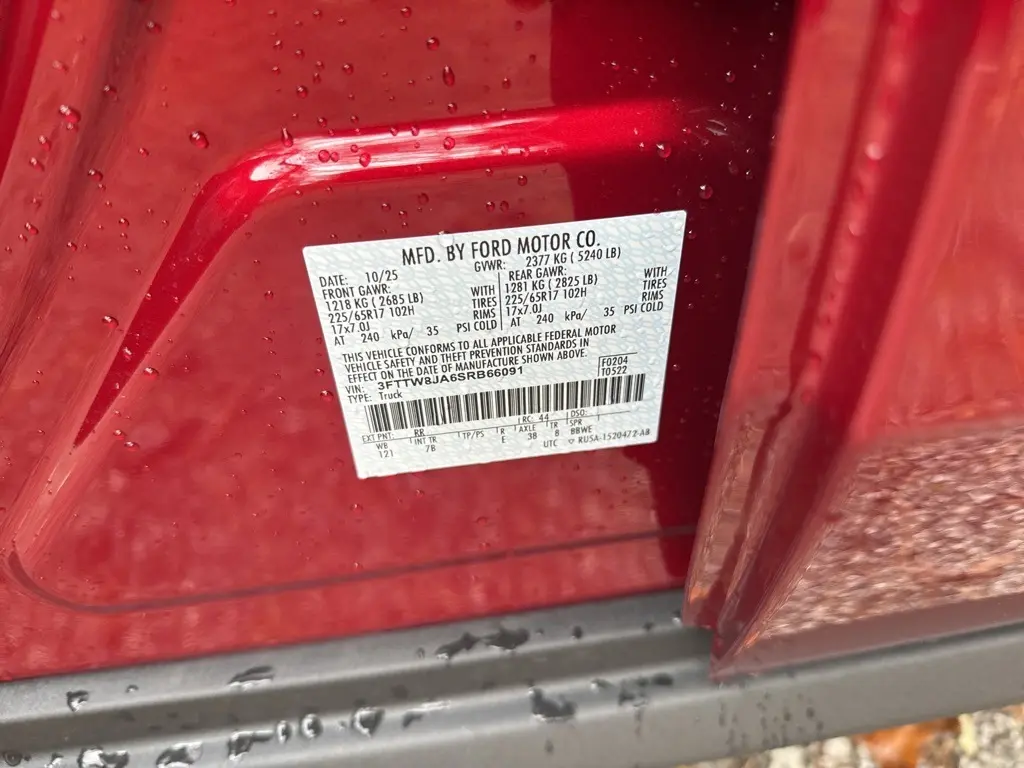 MFD. BY FORD MOTOR CO.
DATE: 10/25 GVWR: 2377 KG ( 5240 LB)
FRONT GAWR: WITH REAR GAWR: WITH
1218 KG ( 2685 LB) TIRES 1281 KG ( 2825 LB) TIRES
225/65R17 102H RIMS 225/65R17 102H RIMS
17x7.0J 17x7.0J
AT 240 kPa/ 35 PSI COLD AT 240 kPa/ 35 PSI COLD
THIS VEHICLE CONFORMS TO ALL APPLICABLE FEDERAL MOTOR
VEHICLE SAFETY AND THEFT PREVENTION STANDARDS IN
EFFECT ON THE DATE OF MANUFACTURE SHOWN ABOVE.
VIN: 3FTTW8JA6SRB66091 F0204
TYPE: Truck T0522
EXT PNT: RR RC: 44 DSO:
WB INT TR TP/PS R AXLE TR SPR
121 7B E 38 8 BBWE
UTC RUSA-1520472-AB